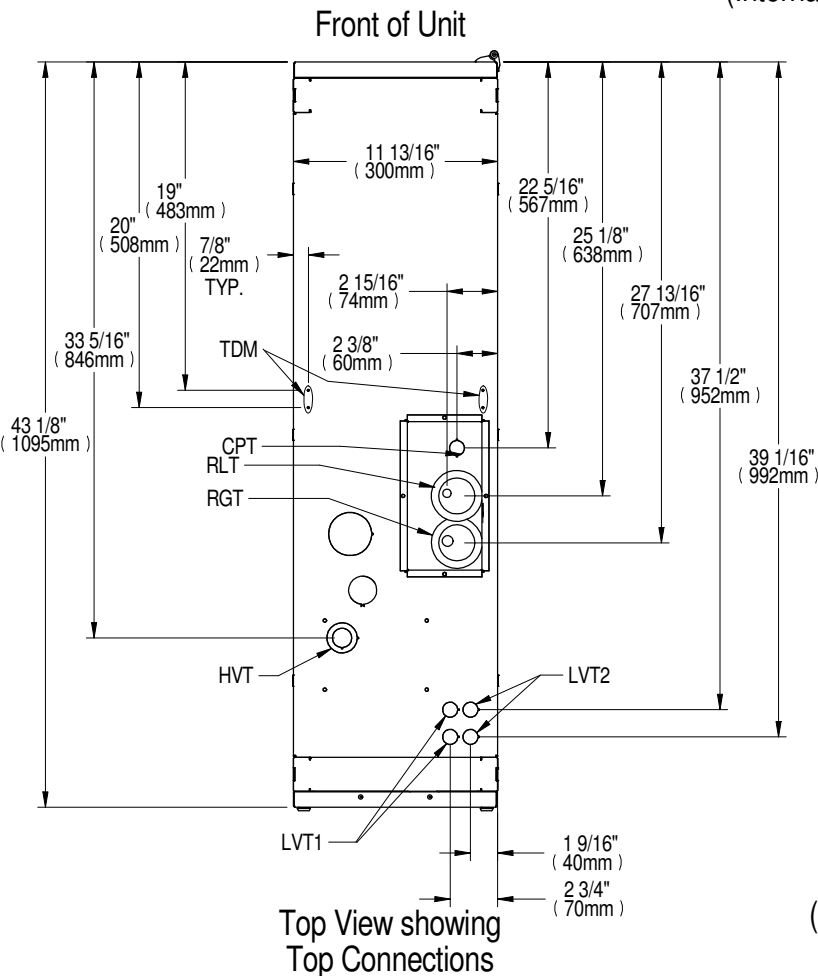 (Interna
Front of Unit
11 13/16"
(300mm)
19"
(483mm)
22 5/16"
(567mm)
20"
(508mm)
7/8"
(22mm)
TYP.
25 1/8"
(638mm)
2 15/16"
(74mm)
27 13/16"
(707mm)
33 5/16"
(846mm)
TDM
2 3/8"
(60mm)
37 1/2"
(952mm)
43 1/8"
(1095mm)
CPT
RLT
RGT
39 1/16"
(992mm)
HVT
LVT2
LVT1
1 9/16"
(40mm)
2 3/4"
(70mm)
Top View showing
Top Connections
(